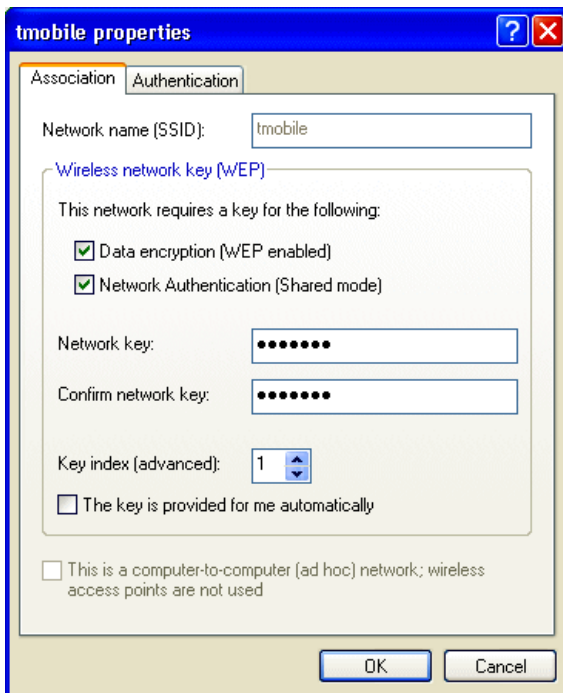 tmobile properties
Association
Authentication
Network name (SSID):
tmobile
Wireless network key (WEP)
This network requires a key for the following:
Data encryption (WEP enabled)
Network Authentication (Shared mode)
Network key:
•••••••
Confirm network key:
•••••••
Key index (advanced):
1
The key is provided for me automatically
This is a computer-to-computer (ad hoc) network; wireless
access points are not used
OK
Cancel